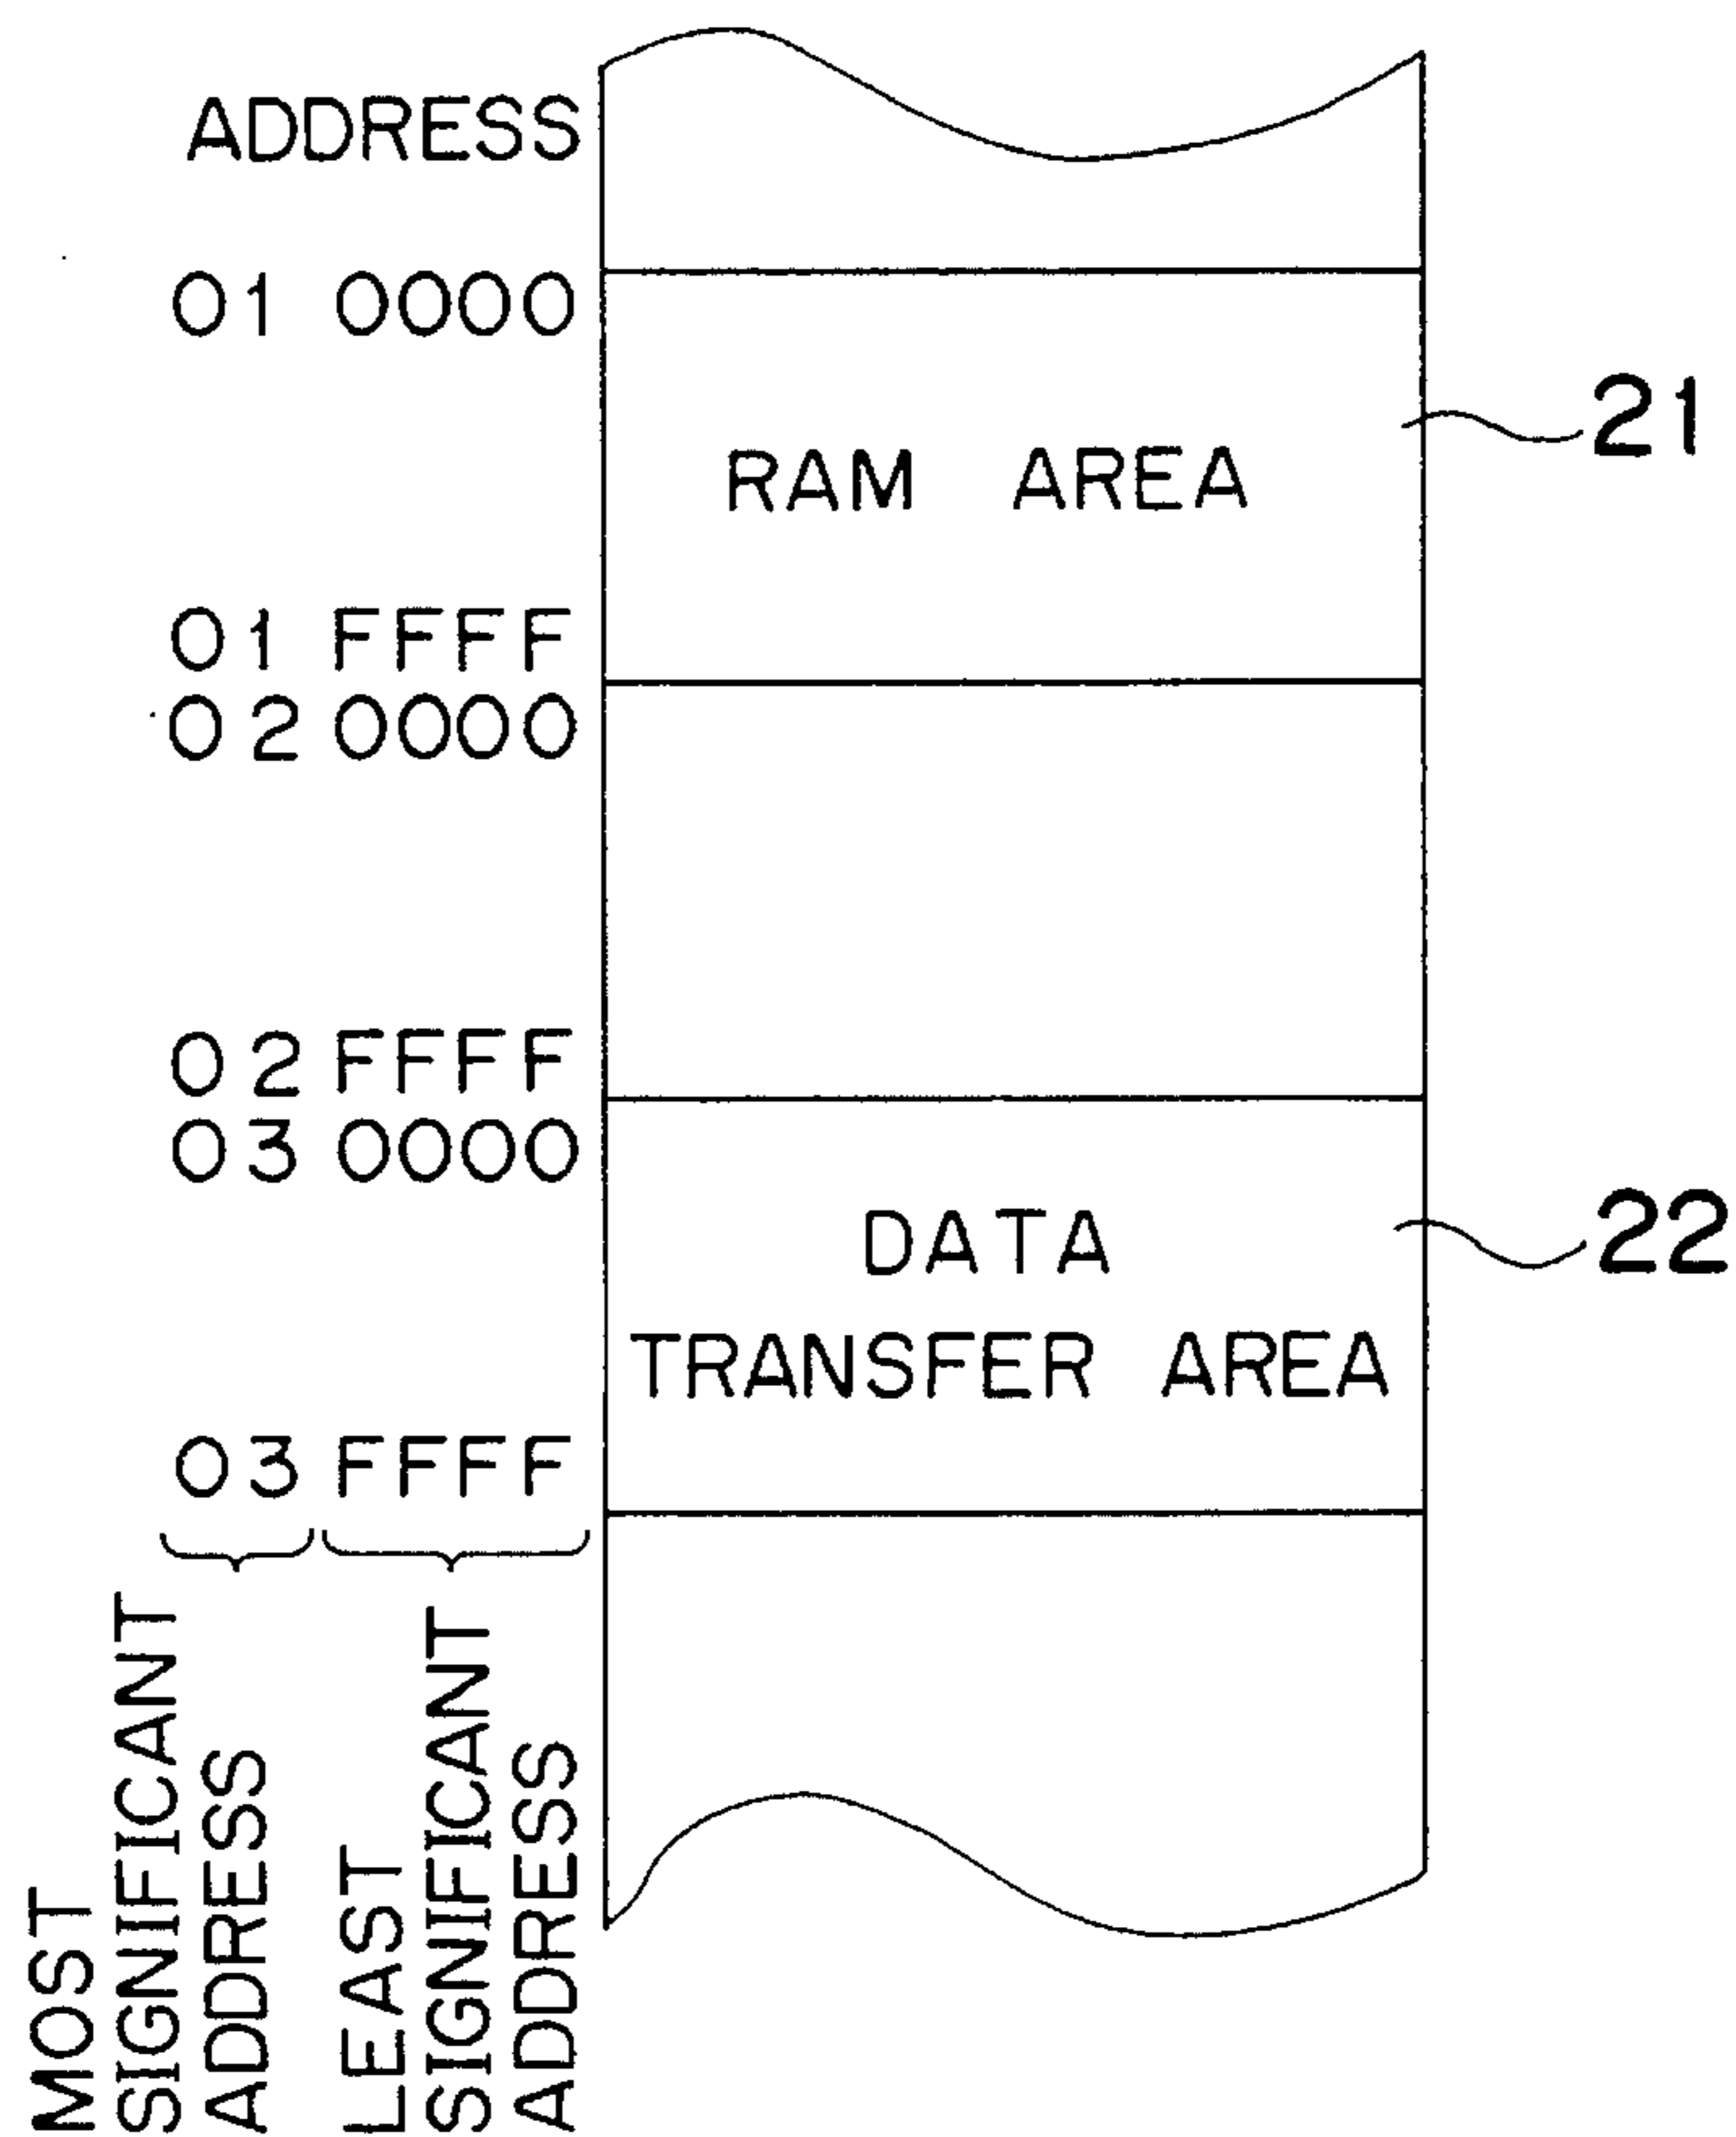 ADDRESS
01 0000
21
RAM AREA
01 FFFF
02 0000
02 FFFF
03 0000
DATA
22
TRANSFER AREA
03 FFFF
MOST
SIGNIFICANT
ADDRESS
LEAST
SIGNIFICANT
ADDRESS